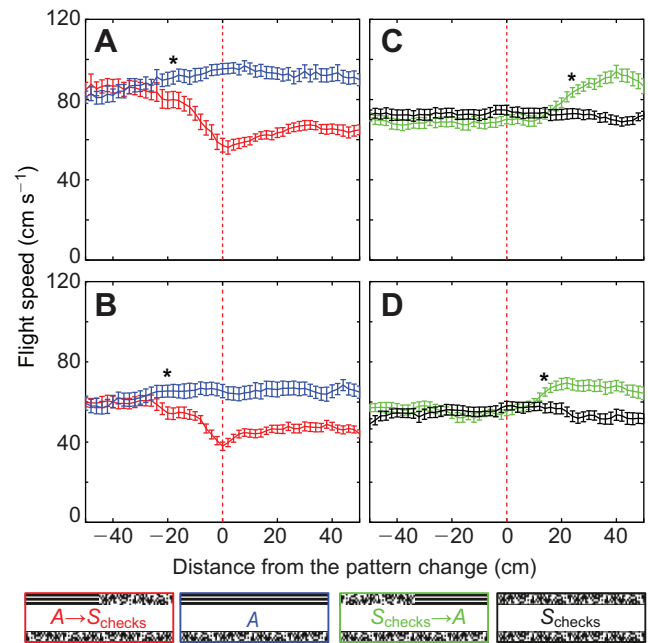 A
C
B
D
120
80
40
0
120
80
40
0
*
*
*
*
Flight speed (cm s⁻¹)
−40 −20 0 20 40 −40 −20 0 20 40
Distance from the pattern change (cm)
A→Schecks A Schecks→A Schecks